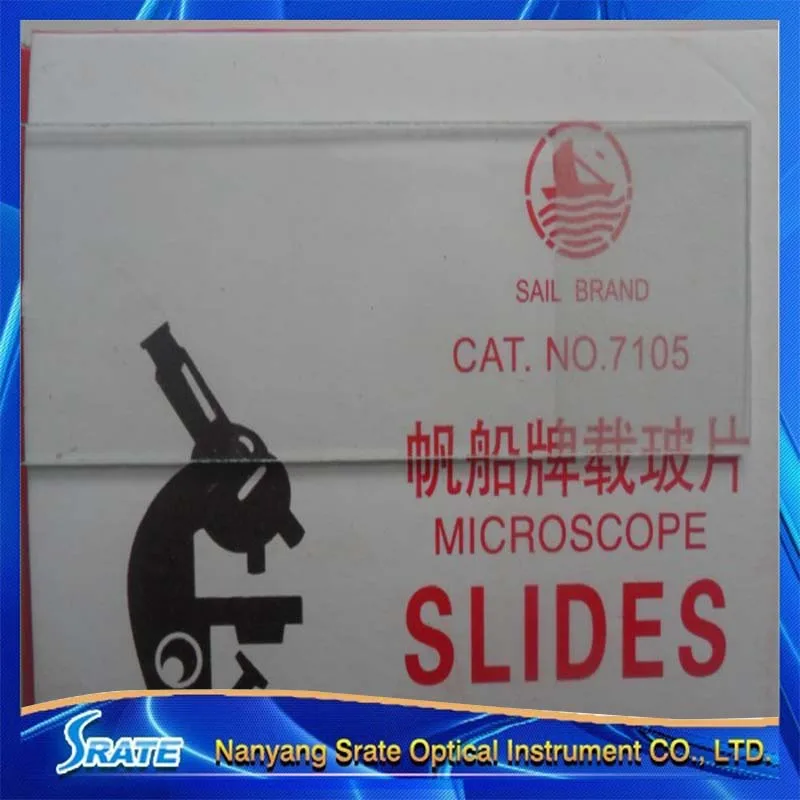 SAIL BRAND
CAT. NO.7105
帆船牌载玻片
MICROSCOPE
SLIDES
SRATE
Nanyang Srate Optical Instrument CO., LTD.